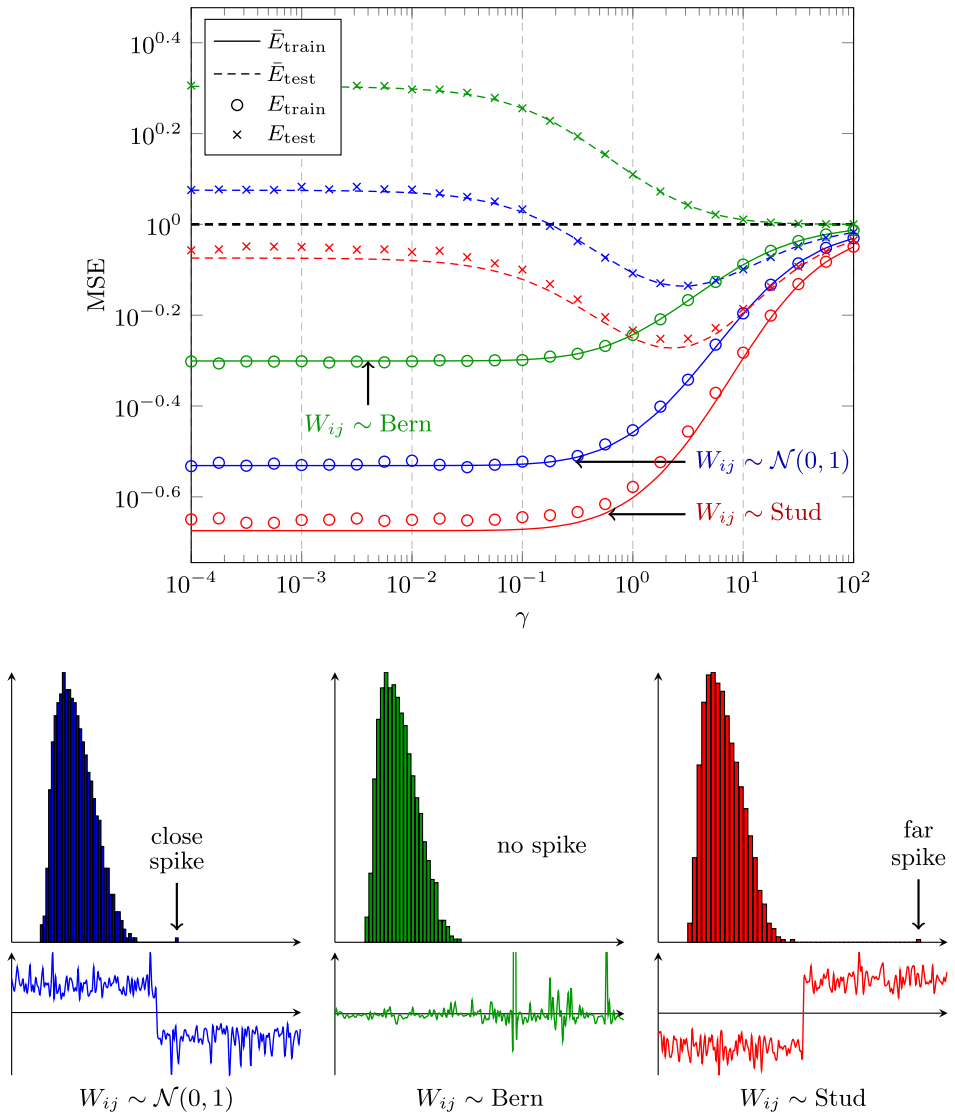 10^0.4
10^0.2
10^0
10^−0.2
10^−0.4
10^−0.6
MSE
Ē_train
Ē_test
E_train
E_test
W_ij ∼ Bern
W_ij ∼ 𝒩(0, 1)
W_ij ∼ Stud
10^−4 10^−3 10^−2 10^−1 10^0 10^1 10^2
γ
close
spike
no spike
far
spike
W_ij ∼ 𝒩(0, 1) W_ij ∼ Bern W_ij ∼ Stud